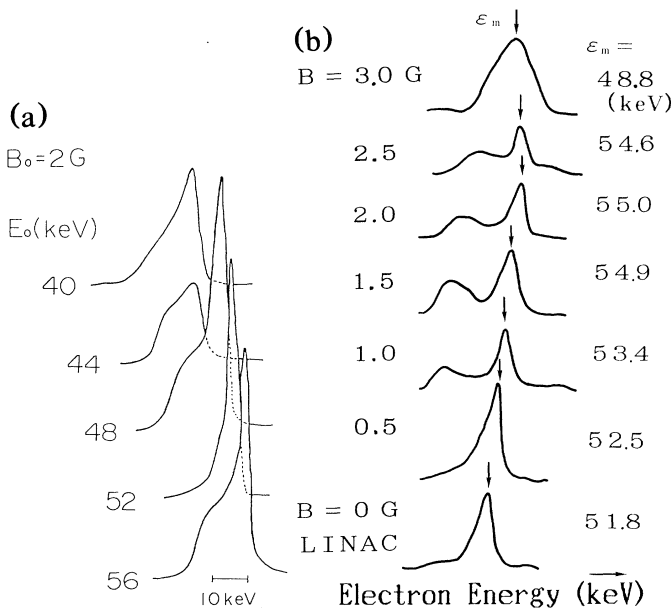 (a)
B₀=2G
E₀(keV)
40
44
48
52
56
10keV
(b)
εₘ
εₘ =
B = 3.0 G
48.8
(keV)
2.5
54.6
2.0
55.0
1.5
54.9
1.0
53.4
0.5
52.5
B = 0 G
51.8
LINAC
Electron Energy (keV)